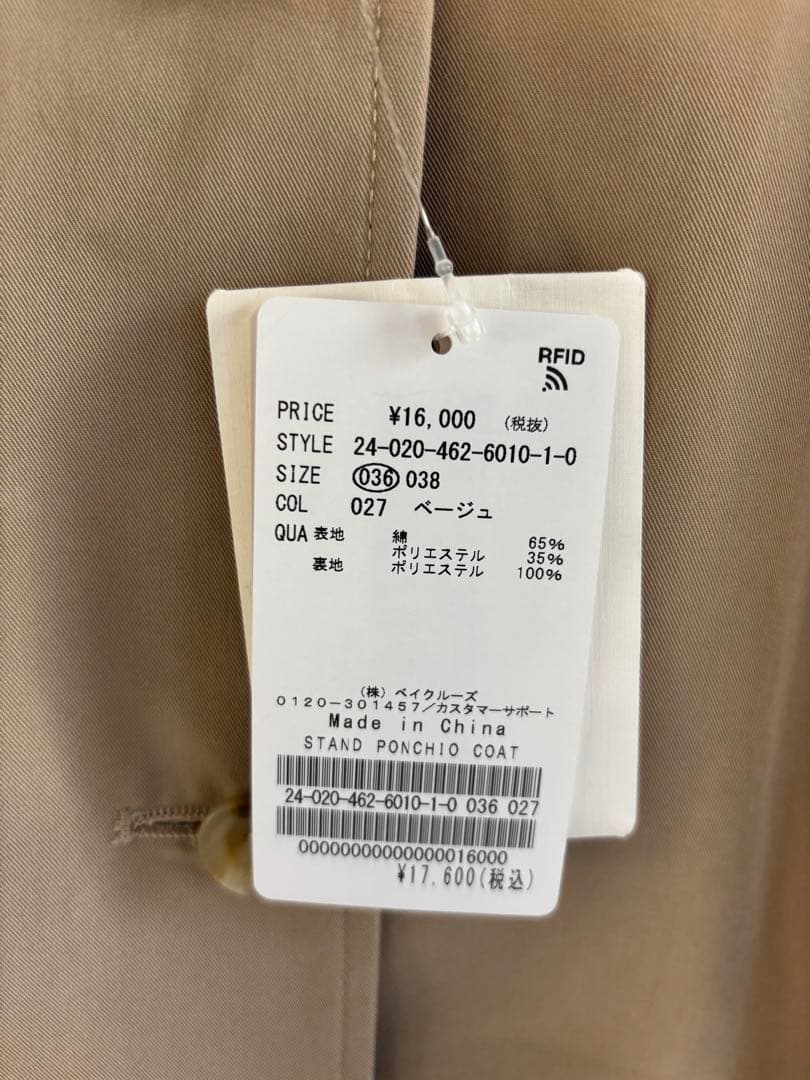 RFID
PRICE ¥16,000 (税抜)
STYLE 24-020-462-6010-1-0
SIZE 036 038
COL 027 ベージュ
QUA 表地 綿 65%
ポリエステル 35%
裏地 ポリエステル 100%
(株) ベイクルーズ
0120-301457/カスタマーサポート
Made in China
STAND PONCHIO COAT
24-020-462-6010-1-0 036 027
00000000000000016000
¥17,600(税込)